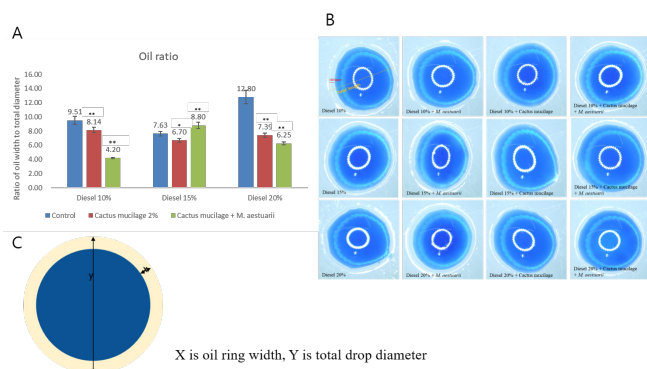 A
Oil ratio
Ratio of oil width to total diameter
16.00
14.00
12.00
10.00
8.00
6.00
4.00
2.00
0.00
9.51
**
8.14
**
4.20
7.63
*
6.70
**
8.80
12.80
**
7.39
**
6.25
Diesel 10%
Diesel 15%
Diesel 20%
Control
Cactus mucilage 2%
Cactus mucilage + M. aestuarii
B
Diesel 10%
Diesel 10% + M. aestuarii
Diesel 10% + Cactus mucilage
Diesel 10% + Cactus mucilage
+ M. aestuarii
Diesel 15%
Diesel 15% + M. aestuarii
Diesel 15% + Cactus mucilage
Diesel 15% + Cactus mucilage
+ M. aestuarii
Diesel 20%
Diesel 20% + M. aestuarii
Diesel 20% + Cactus mucilage
Diesel 20% + Cactus mucilage
+ M. aestuarii
C
y
x
X is oil ring width, Y is total drop diameter